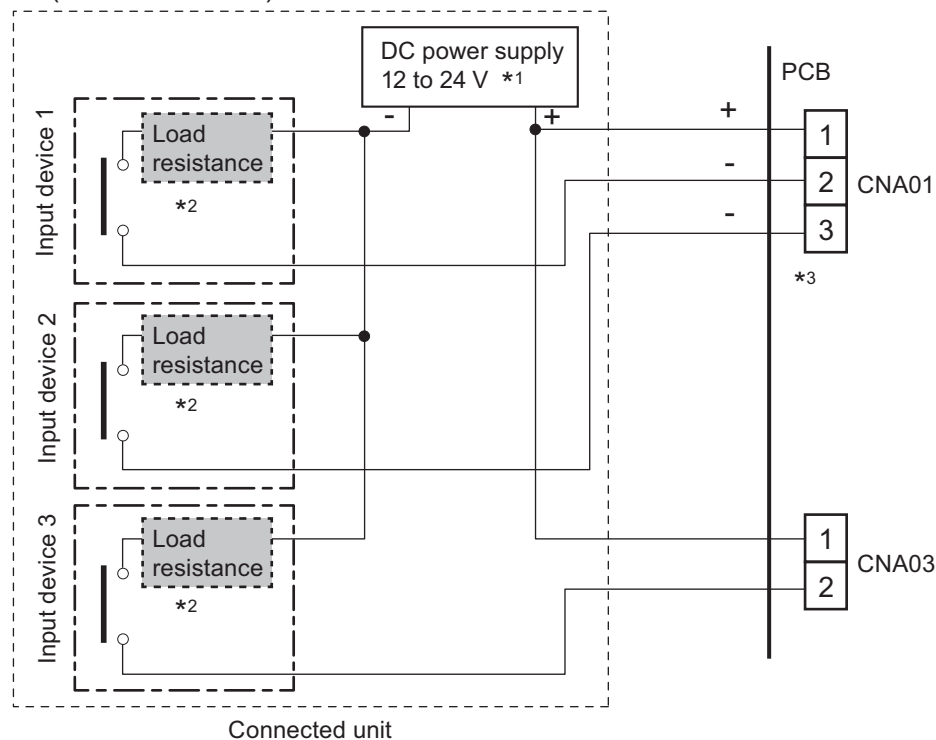 DC power supply
12 to 24 V *1
PCB
-
+
+
Input device 1
Load
resistance
*2
1
-
2
CNA01
-
3
*3
Input device 2
Load
resistance
*2
Input device 3
Load
resistance
*2
1
CNA03
2
Connected unit